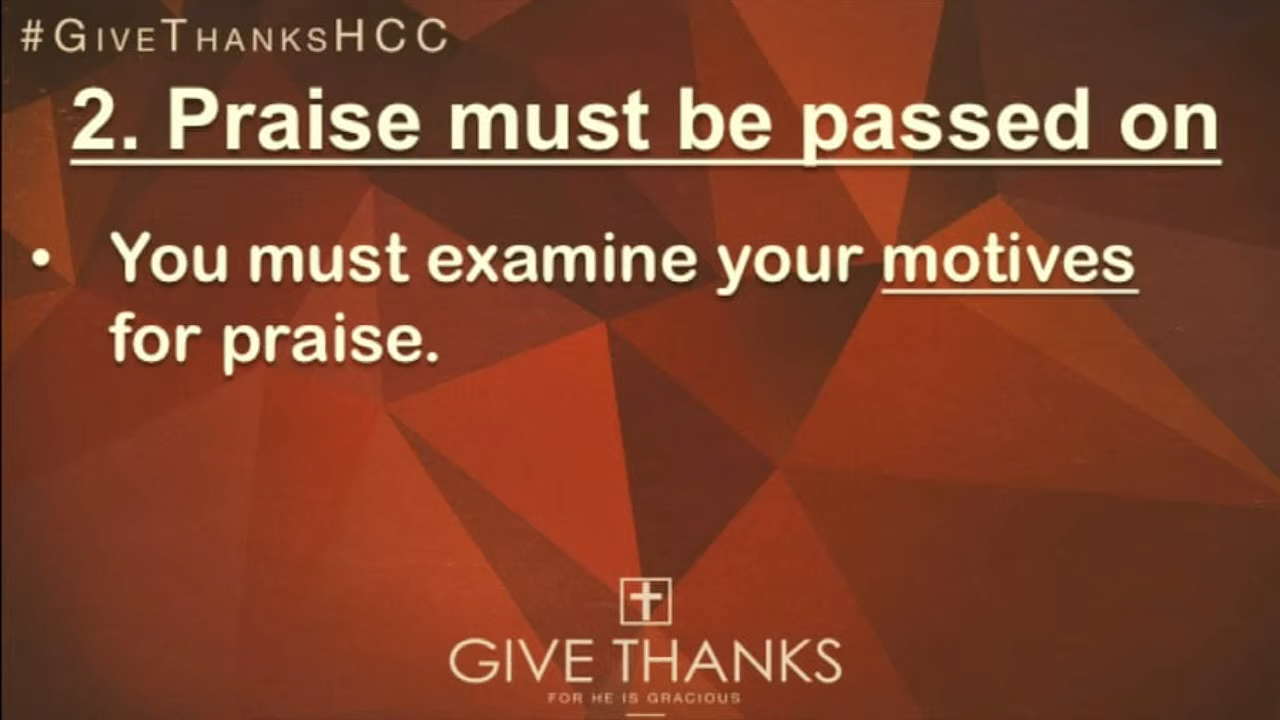 #GIVETHANKSHCC
2. Praise must be passed on
• You must examine your motives
for praise.
GIVE THANKS
FOR HE IS GRACIOUS